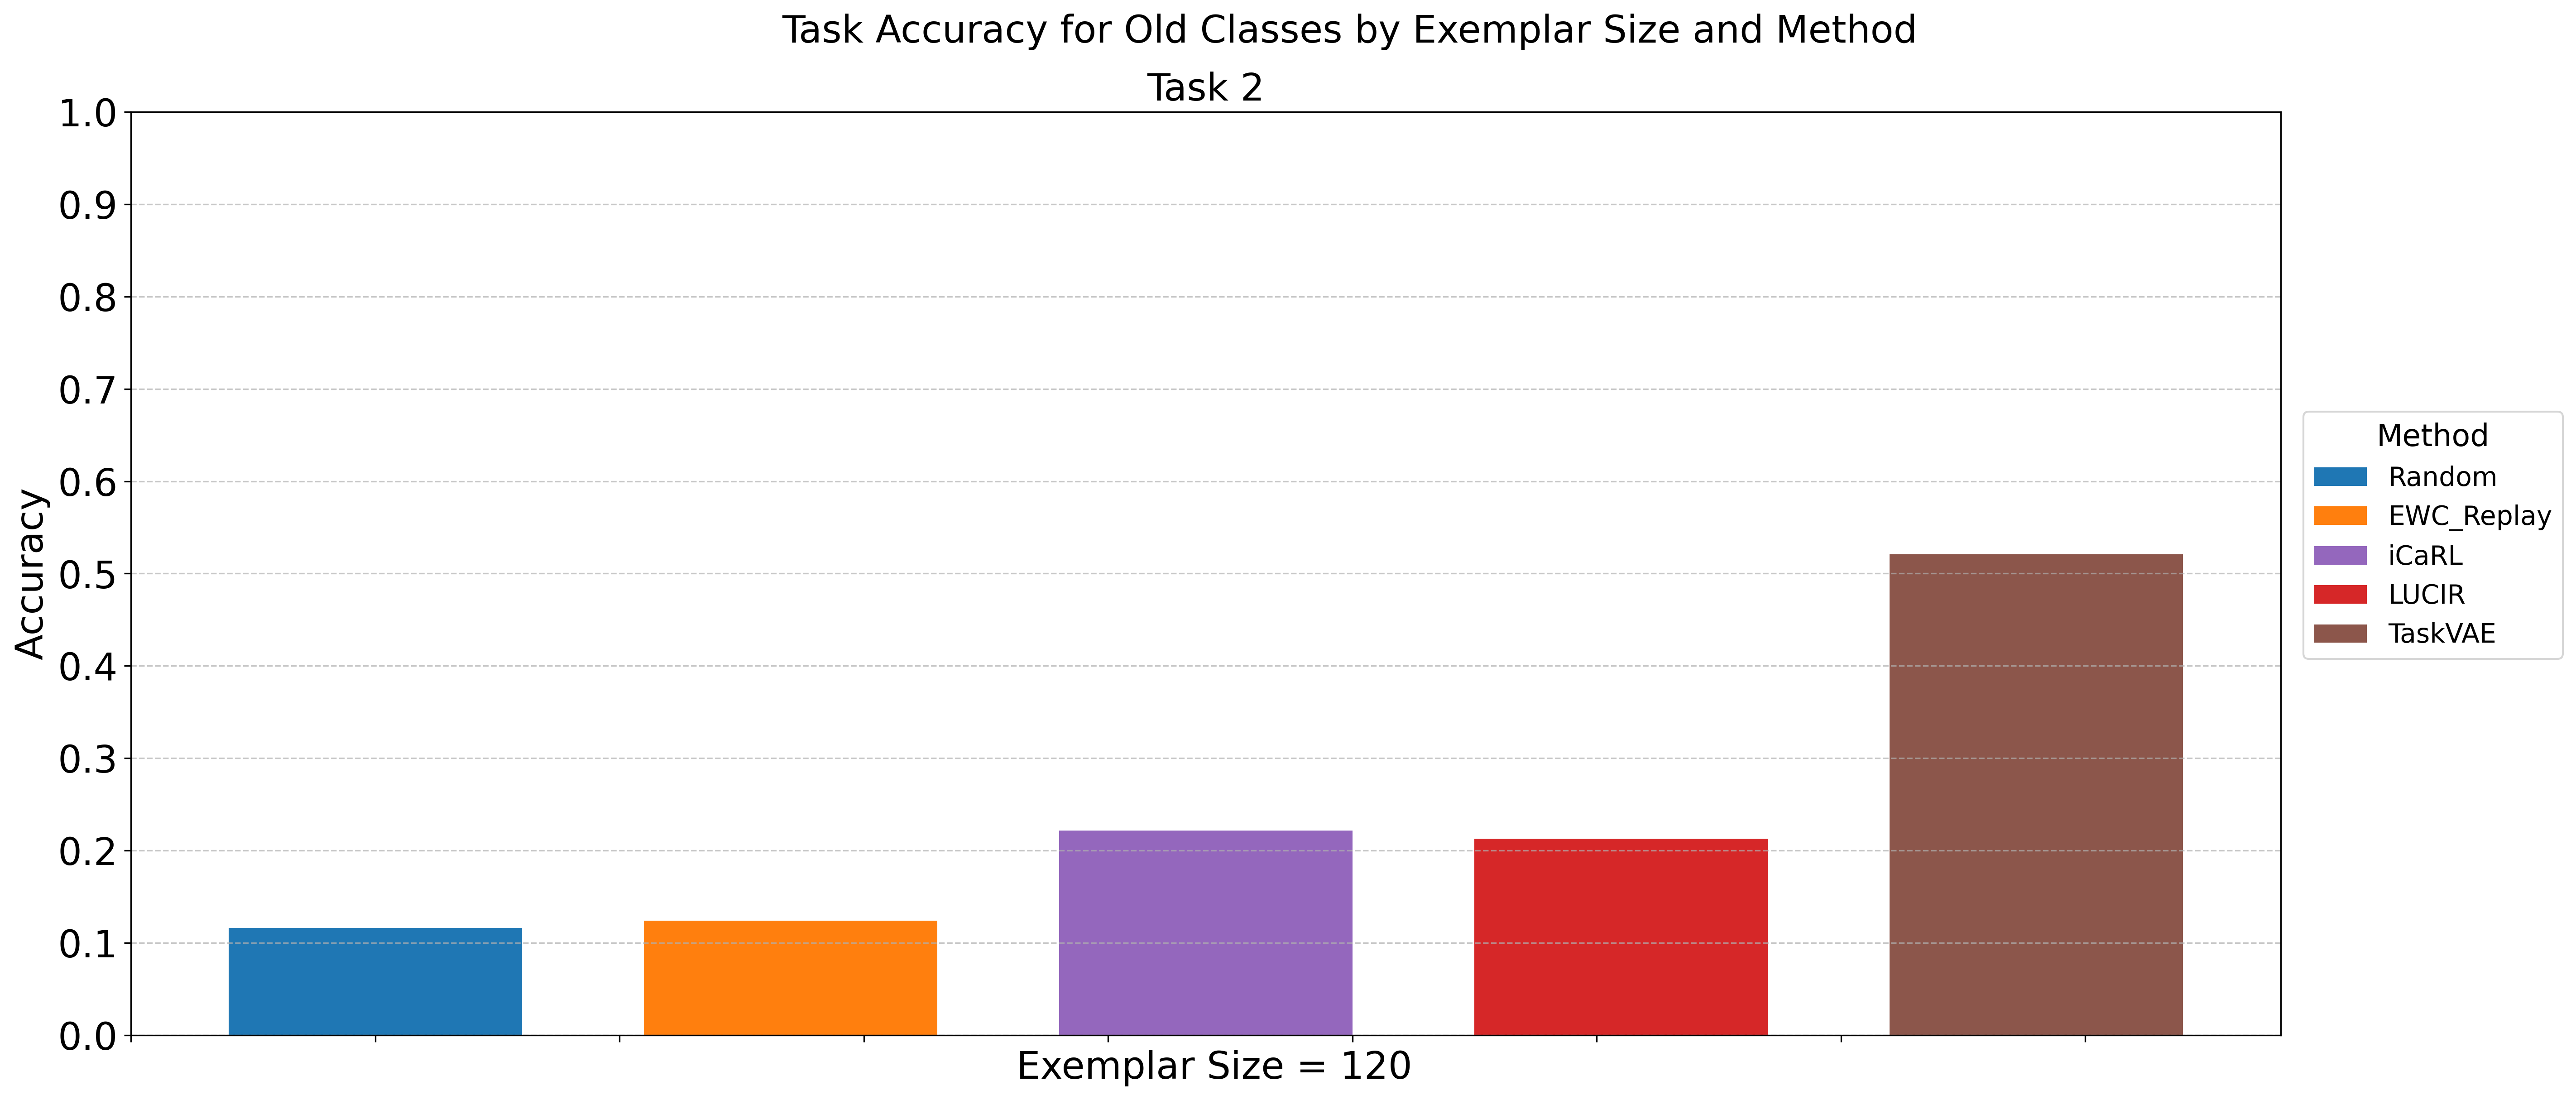 Task Accuracy for Old Classes by Exemplar Size and Method
Task 2
1.0
0.9
0.8
0.7
0.6
0.5
0.4
0.3
0.2
0.1
0.0
Accuracy
Exemplar Size = 120
Method
Random
EWC_Replay
iCaRL
LUCIR
TaskVAE